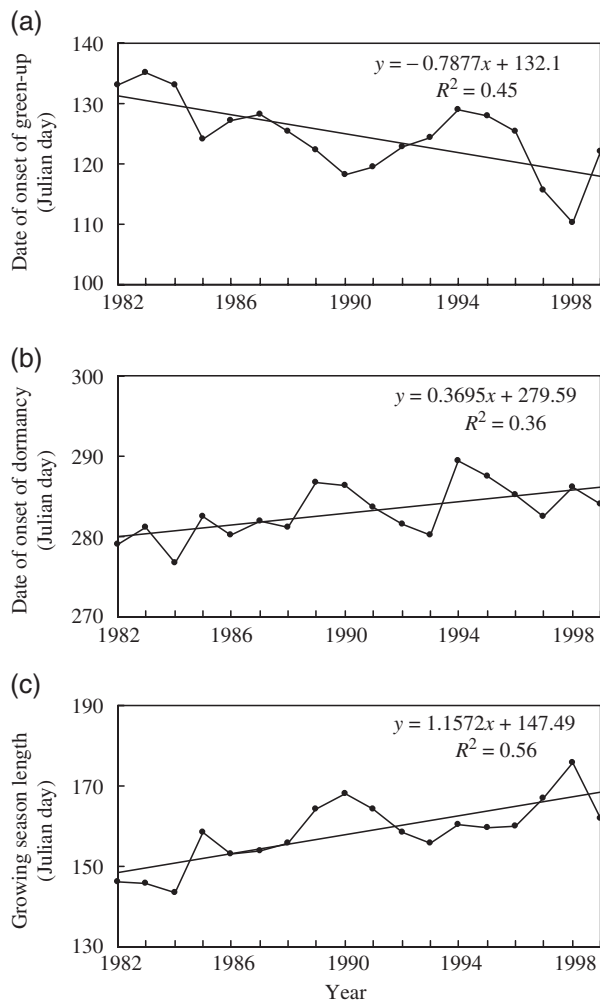 (a)
140
130
120
110
100
Date of onset of green-up
(Julian day)
y = − 0.7877x + 132.1
R² = 0.45
1982 1986 1990 1994 1998
(b)
300
290
280
270
Date of onset of dormancy
(Julian day)
y = 0.3695x + 279.59
R² = 0.36
1982 1986 1990 1994 1998
(c)
190
170
150
130
Growing season length
(Julian day)
y = 1.1572x + 147.49
R² = 0.56
1982 1986 1990 1994 1998
Year